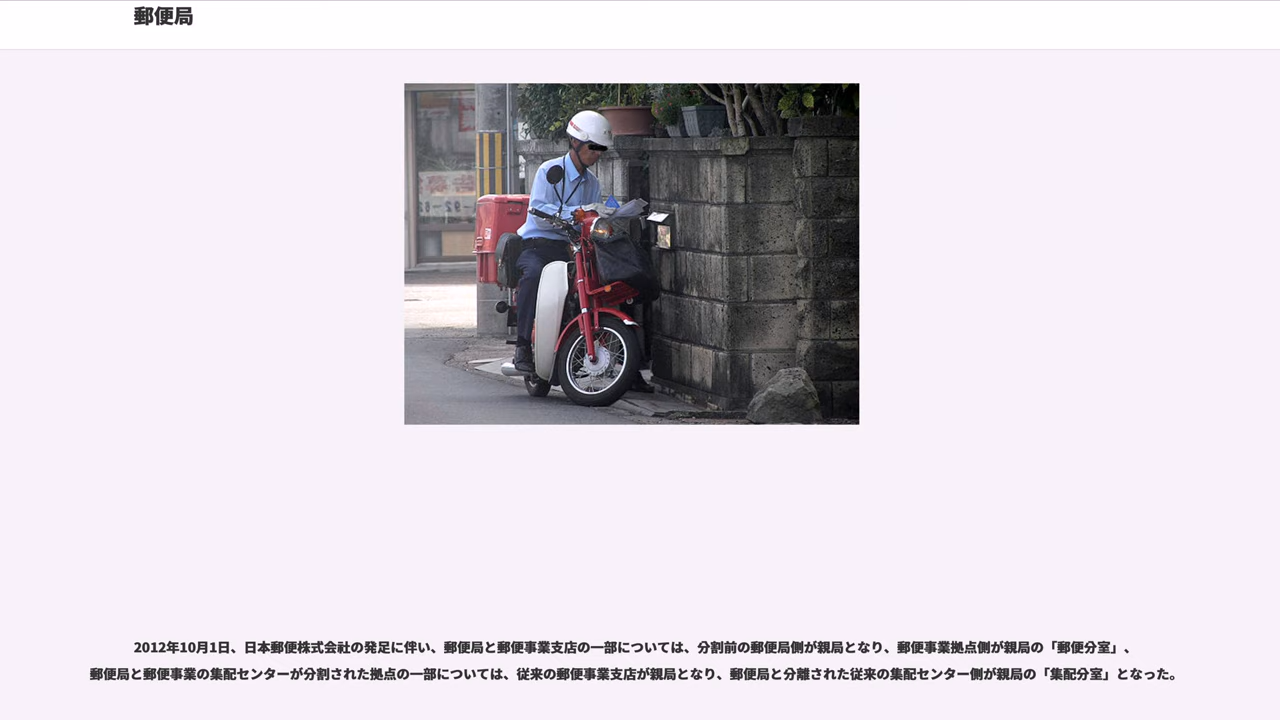 郵便局
2012年10月1日、日本郵便株式会社の発足に伴い、郵便局と郵便事業支店の一部については、分割前の郵便局側が親局となり、郵便事業拠点側が親局の「郵便分室」、
郵便局と郵便事業の集配センターが分割された拠点の一部については、従来の郵便事業支店が親局となり、郵便局と分離された従来の集配センター側が親局の「集配分室」となった。